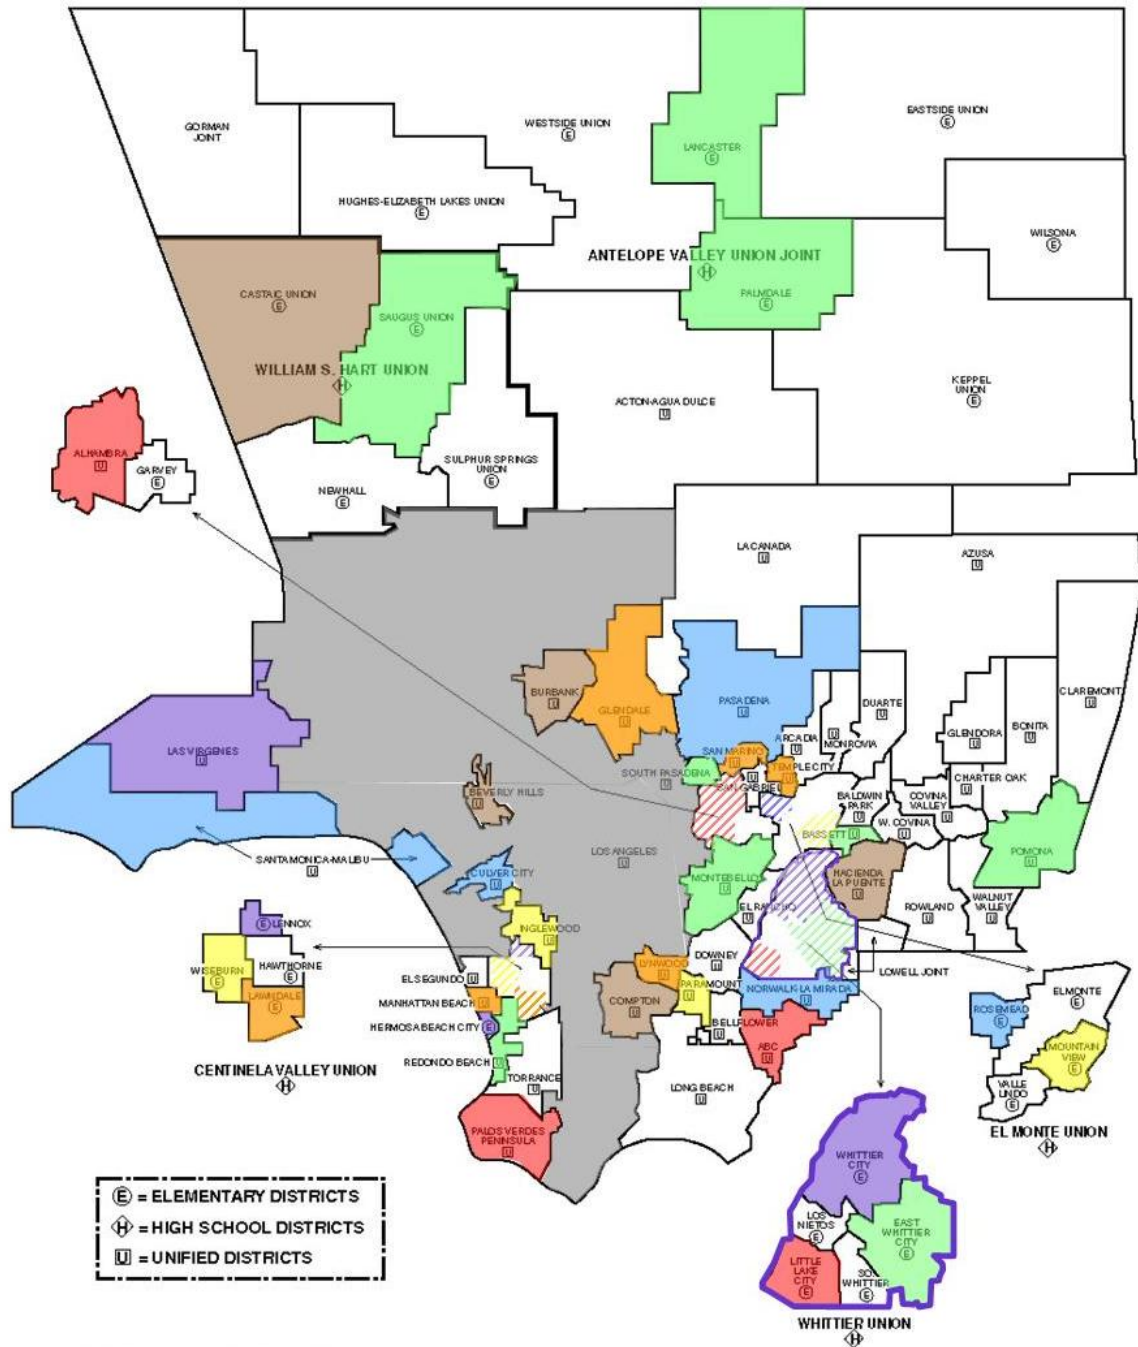 GORMAN
JOINT
WESTSIDE UNION
E
LANCASTER
E
EASTSIDE UNION
E
HUGHES-ELIZABETH LAKES UNION
E
WILSONA
E
ANTELOPE VALLEY UNION JOINT
H
PALMDALE
E
CASTAIC UNION
E
SAUGUS UNION
E
WILLIAM S. HART UNION
H
KEPPEL
UNION
E
ACTON-AGUA DULCE
U
ALHAMBRA
U
GARVEY
E
SULPHUR SPRINGS
UNION
E
NEWHALL
E
LA CANADA
U
AZUSA
U
BURBANK
U
GLENDALE
U
PASADENA
U
DUARTE
U
CLAREMONT
U
GLENDORA
U
BONITA
U
ARCADIA
U
MONROVIA
U
LAS VIRGENES
U
SAN MARINO
U
TEMPLE CITY
U
SOUTH PASADENA
U
SAN GABRIEL
U
CHARTER OAK
U
BALDWIN
PARK
U
COVINA
VALLEY
U
W. COVINA
U
BEVERLY HILLS
U
BASSETT U
LOS ANGELES
U
POMONA
U
SANTA MONICA-MALIBU
U
CULVER CITY
U
MONTEBELLO
U
HACIENDA
LA PUENTE
U
EL RANCHO
U
ROWLAND
U
WALNUT
VALLEY
U
E LENNOX
INGLEWOOD
U
WISEBURN
E
HAWTHORNE
E
LAWNDALE
E
EL SEGUNDO U
DOWNEY
U
LYNWOOD
U
LOWELL JOINT
E
MANHATTAN BEACH U
COMPTON
U
PARAMOUNT
U
NORWALK-LA MIRADA
U
HERMOSA BEACH CITY E
BELLFLOWER
U
ABC
U
ROSEMEAD
E
EL MONTE
E
MOUNTAIN
VIEW
E
REDONDO BEACH U
CENTINELA VALLEY UNION
H
TORRANCE
U
LONG BEACH
U
VALLE
LINDO
E
EL MONTE UNION
H
PALOS VERDES
PENINSULA
U
WHITTIER
CITY
E
LOS
NIETOS
E
EAST
WHITTIER
CITY
E
LITTLE
LAKE
CITY
E
SO.
WHITTIER
E
WHITTIER UNION
H
E = ELEMENTARY DISTRICTS
H = HIGH SCHOOL DISTRICTS
U = UNIFIED DISTRICTS